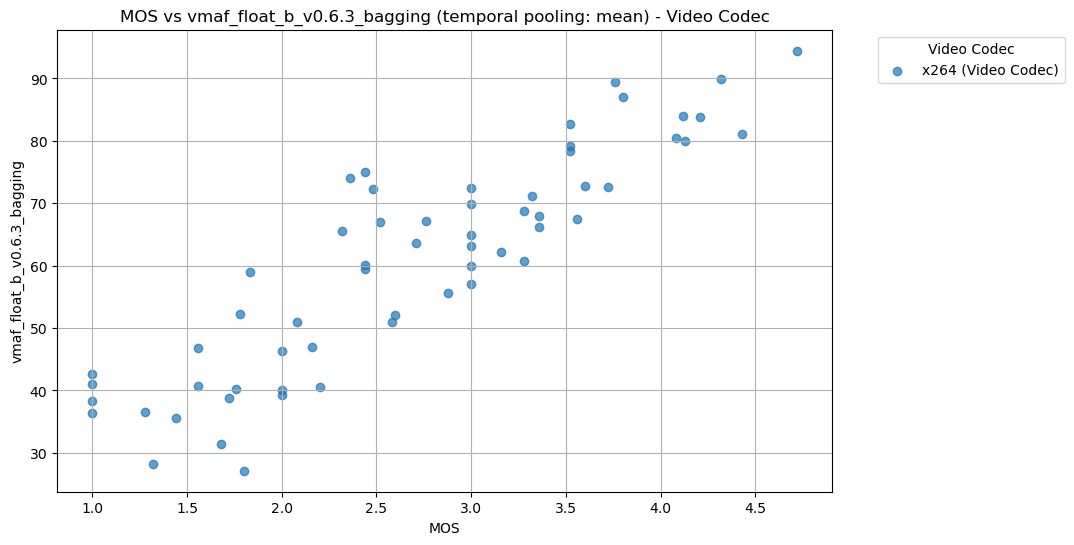 MOS vs vmaf_float_b_v0.6.3_bagging (temporal pooling: mean) - Video Codec
Video Codec
x264 (Video Codec)
vmaf_float_b_v0.6.3_bagging
90
80
70
60
50
40
30
1.0 1.5 2.0 2.5 3.0 3.5 4.0 4.5
MOS